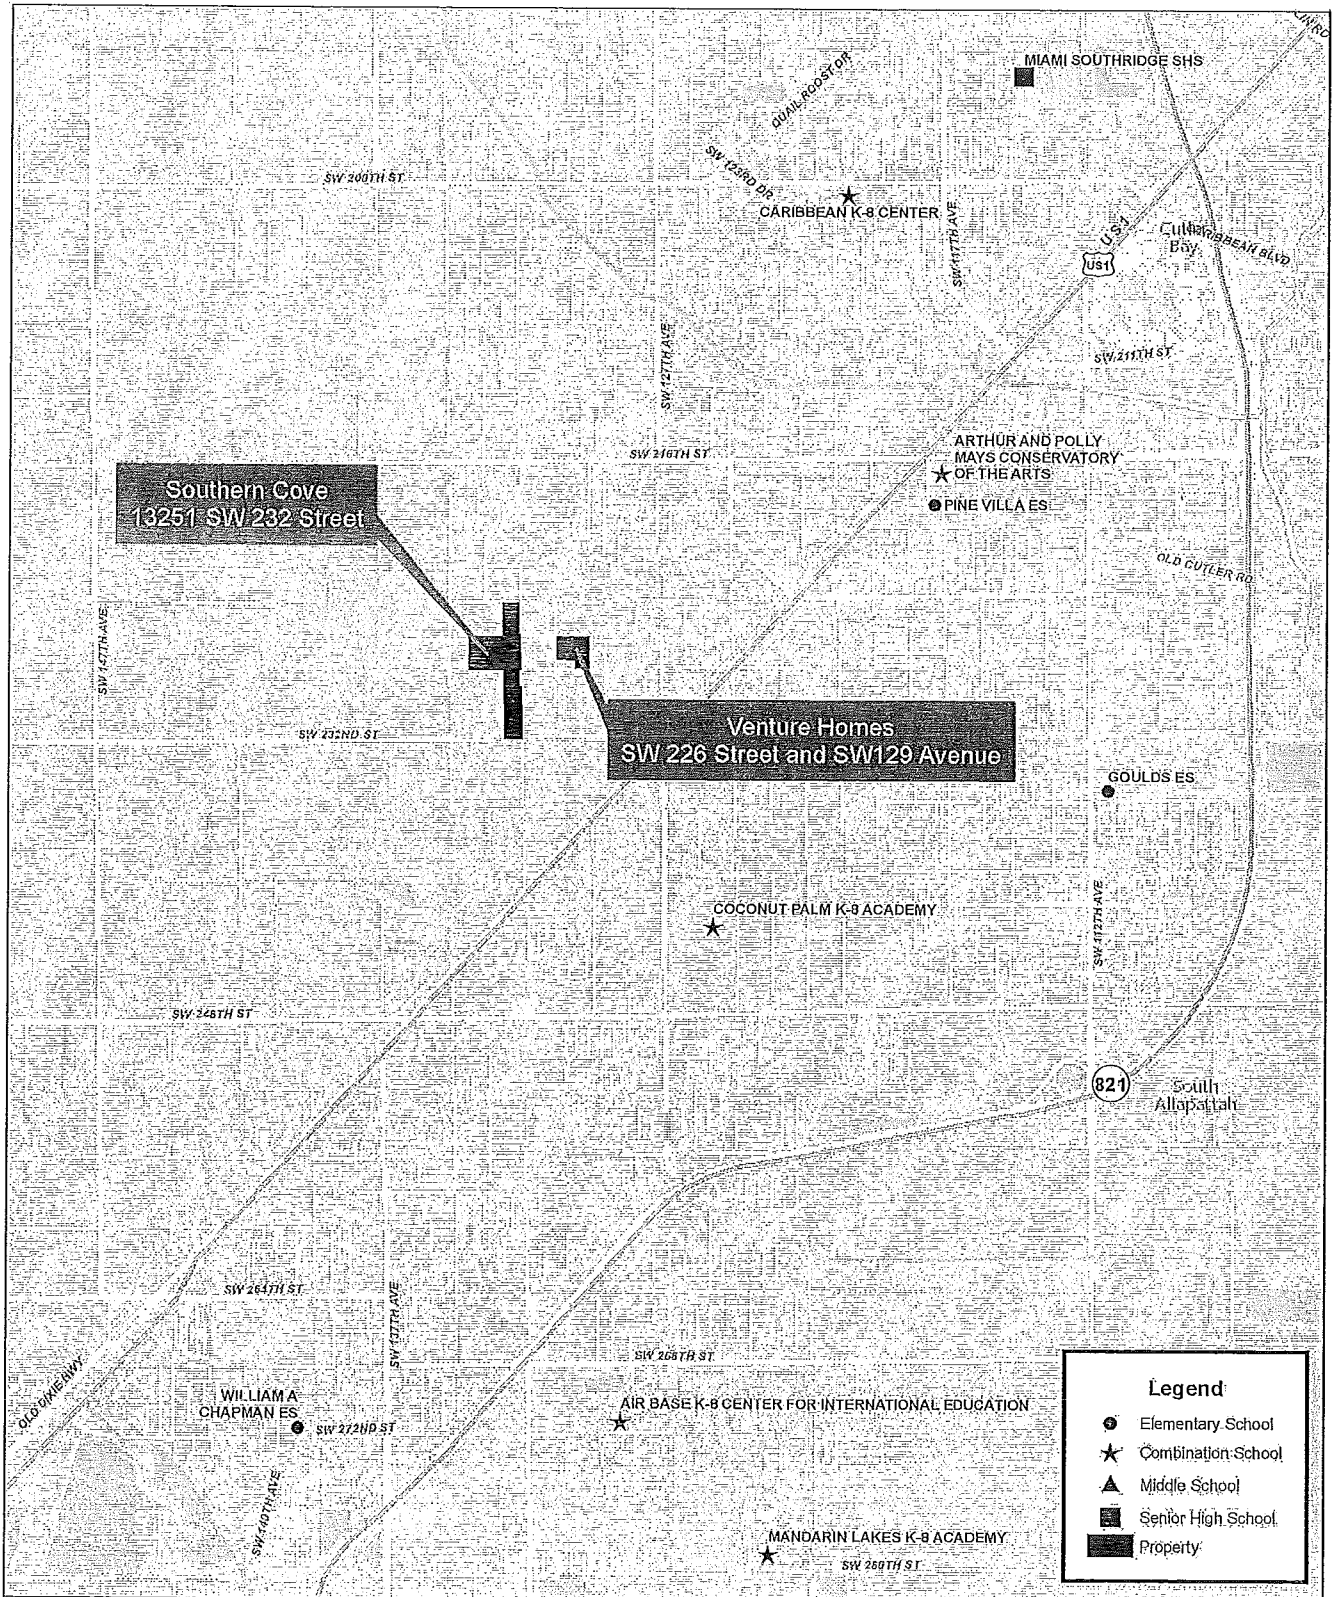 MIAMI SOUTHRIDGE SHS
QUAIL ROOST DR
SW 123RD DR
SW 200TH ST
CARIBBEAN K-8 CENTER
SW 117TH AVE
US 1
US1
Cutler
Bay
CARIBBEAN BLVD
SW 127TH AVE
SW 211TH ST
ARTHUR AND POLLY
MAYS CONSERVATORY
OF THE ARTS
SW 216TH ST
PINE VILLA ES
Southern Cove
13251 SW 232 Street
OLD CUTLER RD
SW 147TH AVE
Venture Homes
SW 226 Street and SW129 Avenue
SW 232ND ST
GOULDS ES
COCONUT PALM K-8 ACADEMY
SW 112TH AVE
SW 248TH ST
821
South
Allapattah
SW 264TH ST
SW 137TH AVE
SW 268TH ST
OLD DIXIE HWY
WILLIAM A
CHAPMAN ES
SW 272ND ST
AIR BASE K-8 CENTER FOR INTERNATIONAL EDUCATION
SW 140TH AVE
MANDARIN LAKES K-8 ACADEMY
SW 280TH ST
Legend
Elementary School
Combination School
Middle School
Senior High School
Property